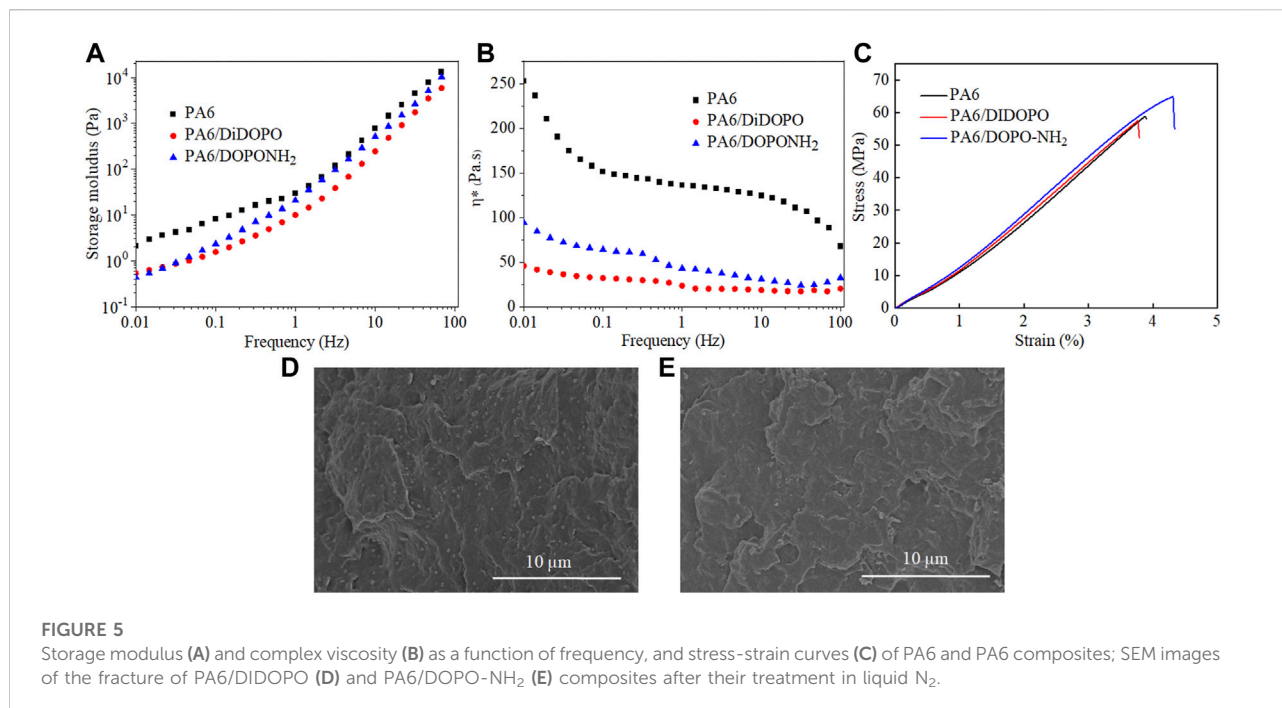 A
Storage modulus (Pa)
10⁴
10³
10²
10¹
10⁰
10⁻¹
PA6
PA6/DiDOPO
PA6/DOPONH₂
0.01 0.1 1 10 100
Frequency (Hz)
B
η* (Pa.s)
250
200
150
100
50
0
PA6
PA6/DiDOPO
PA6/DOPONH₂
0.01 0.1 1 10 100
Frequency (Hz)
C
Stress (MPa)
70
60
50
40
30
20
10
0
PA6
PA6/DIDOPO
PA6/DOPO-NH₂
0 1 2 3 4 5
Strain (%)
D
10 µm
E
10 µm
FIGURE 5
Storage modulus (A) and complex viscosity (B) as a function of frequency, and stress-strain curves (C) of PA6 and PA6 composites; SEM images
of the fracture of PA6/DIDOPO (D) and PA6/DOPO-NH₂ (E) composites after their treatment in liquid N₂.